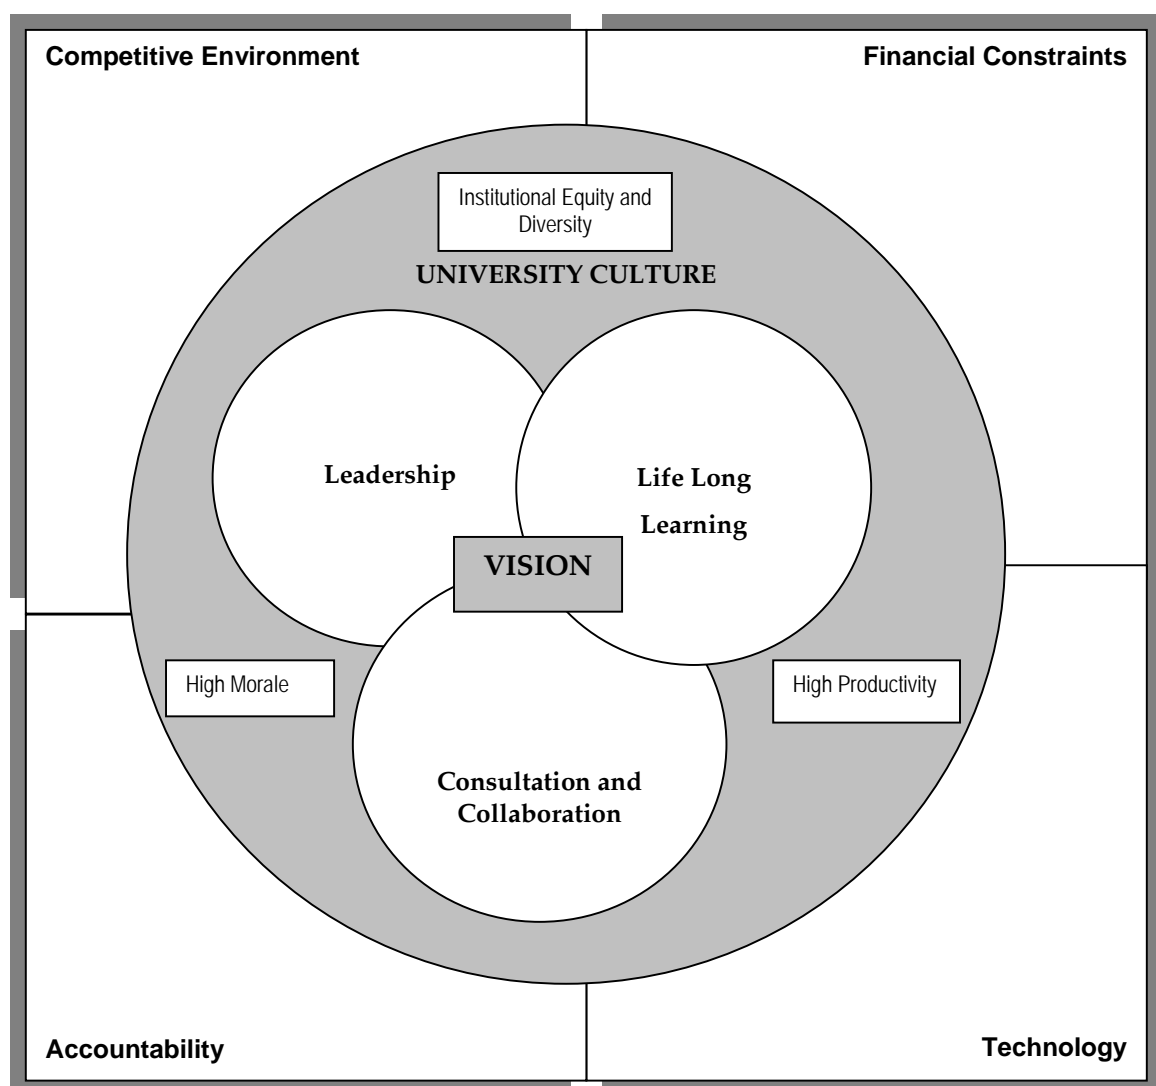 Competitive Environment
Financial Constraints
Institutional Equity and
Diversity
UNIVERSITY CULTURE
Leadership
Life Long
Learning
VISION
High Morale
High Productivity
Consultation and
Collaboration
Accountability
Technology